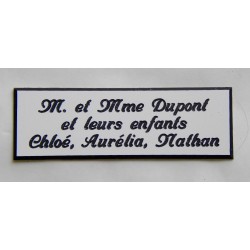 M. et Mme Dupont
et leurs enfants
Chloé, Aurélia, Nathan